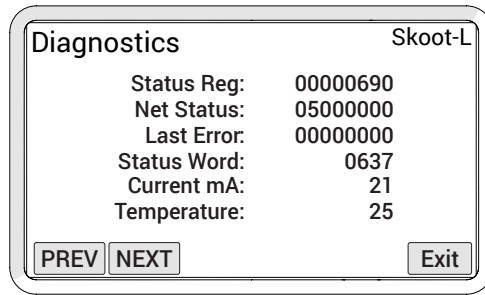 Diagnostics Skoot-L
Status Reg: 00000690
Net Status: 05000000
Last Error: 00000000
Status Word: 0637
Current mA: 21
Temperature: 25
PREV NEXT Exit